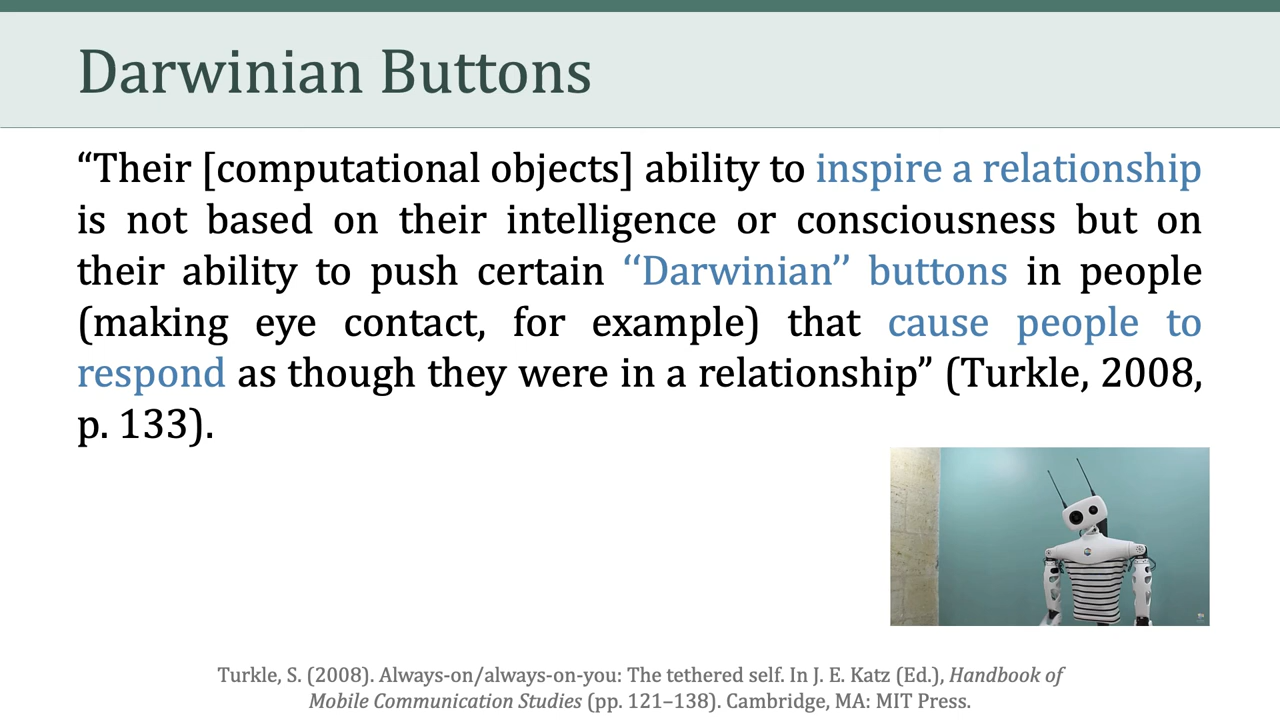 Darwinian Buttons
“Their [computational objects] ability to inspire a relationship
is not based on their intelligence or consciousness but on
their ability to push certain ‘‘Darwinian’’ buttons in people
(making eye contact, for example) that cause people to
respond as though they were in a relationship” (Turkle, 2008,
p. 133).
Turkle, S. (2008). Always-on/always-on-you: The tethered self. In J. E. Katz (Ed.), Handbook of
Mobile Communication Studies (pp. 121–138). Cambridge, MA: MIT Press.